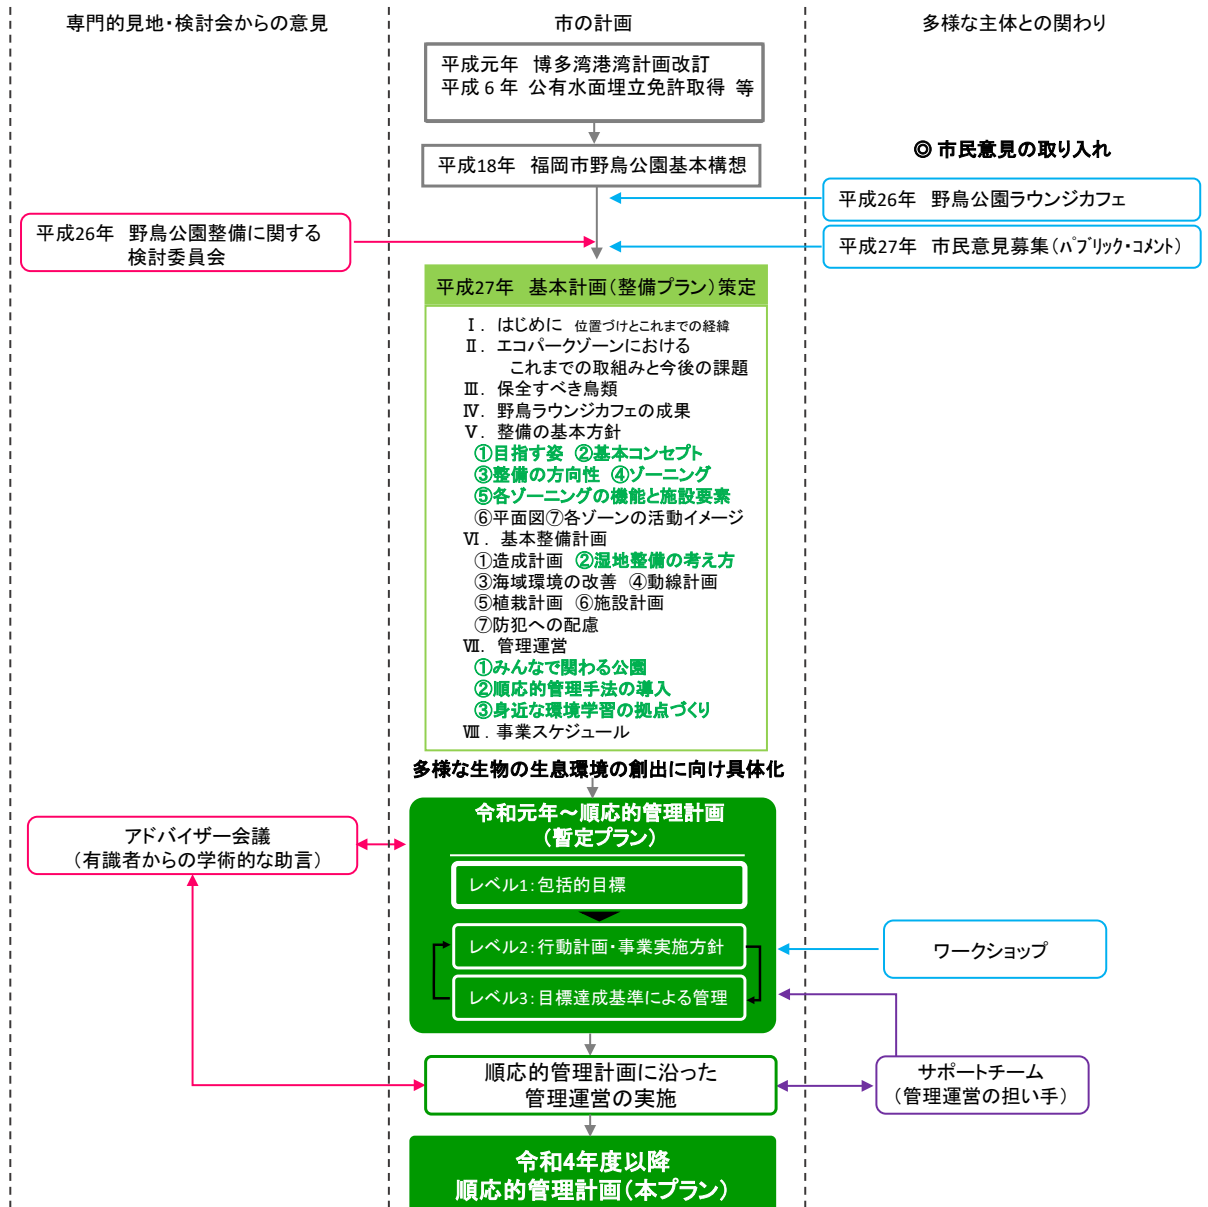 専門的見地・検討会からの意見
市の計画
多様な主体との関わり
平成元年 博多湾港湾計画改訂
平成6年 公有水面埋立免許取得 等
平成18年 福岡市野鳥公園基本構想
◎ 市民意見の取り入れ
平成26年 野鳥公園ラウンジカフェ
平成27年 市民意見募集(パブリック・コメント)
平成26年 野鳥公園整備に関する
検討委員会
平成27年 基本計画(整備プラン)策定
Ⅰ. はじめに 位置づけとこれまでの経緯
Ⅱ. エコパークゾーンにおける
これまでの取組みと今後の課題
Ⅲ. 保全すべき鳥類
Ⅳ. 野鳥ラウンジカフェの成果
Ⅴ. 整備の基本方針
①目指す姿 ②基本コンセプト
③整備の方向性 ④ゾーニング
⑤各ゾーニングの機能と施設要素
⑥平面図⑦各ゾーンの活動イメージ
Ⅵ. 基本整備計画
①造成計画 ②湿地整備の考え方
③海域環境の改善 ④動線計画
⑤植栽計画 ⑥施設計画
⑦防犯への配慮
Ⅶ. 管理運営
①みんなで関わる公園
②順応的管理手法の導入
③身近な環境学習の拠点づくり
Ⅷ. 事業スケジュール
多様な生物の生息環境の創出に向け具体化
令和元年~順応的管理計画
(暫定プラン)
レベル1:包括的目標
レベル2:行動計画・事業実施方針
レベル3:目標達成基準による管理
アドバイザー会議
(有識者からの学術的な助言)
ワークショップ
順応的管理計画に沿った
管理運営の実施
サポートチーム
(管理運営の担い手)
令和4年度以降
順応的管理計画(本プラン)